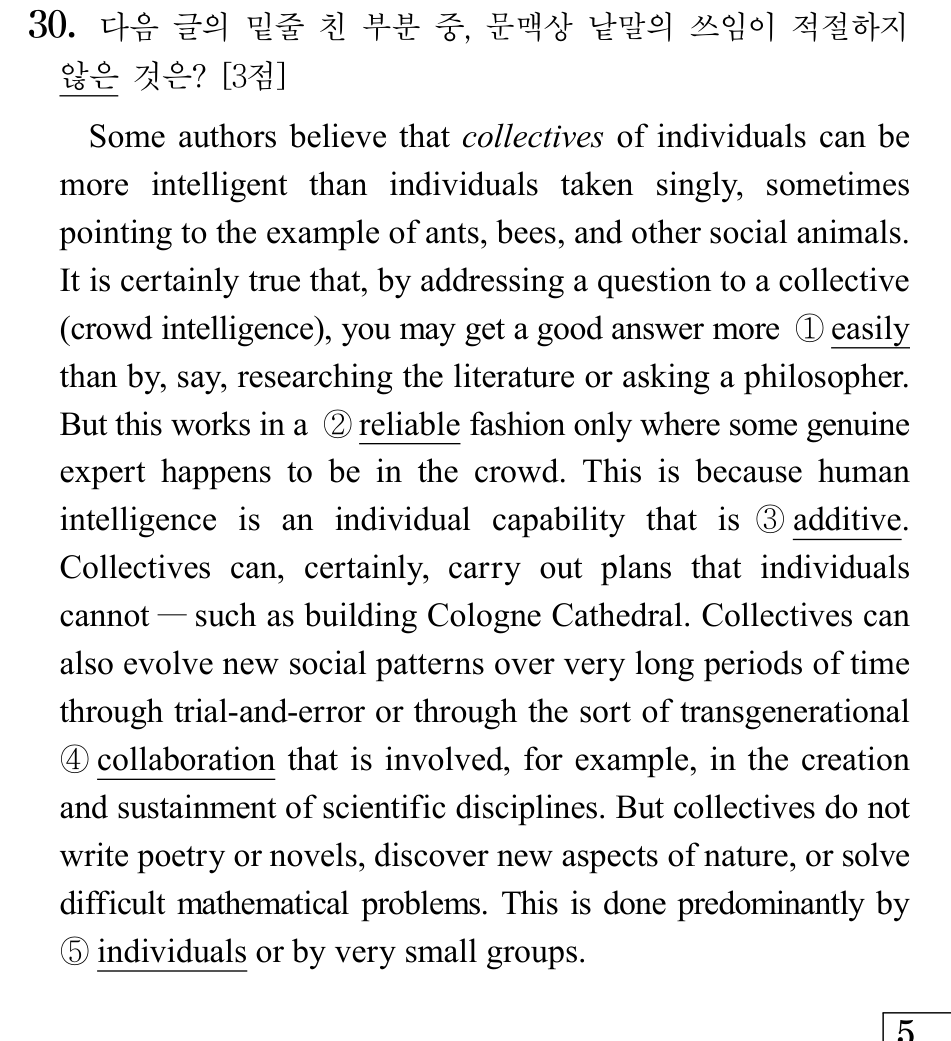 30. 다음 글의 밑줄 친 부분 중, 문맥상 낱말의 쓰임이 적절하지
않은 것은? [3점]
Some authors believe that collectives of individuals can be
more intelligent than individuals taken singly, sometimes
pointing to the example of ants, bees, and other social animals.
It is certainly true that, by addressing a question to a collective
(crowd intelligence), you may get a good answer more ① easily
than by, say, researching the literature or asking a philosopher.
But this works in a ② reliable fashion only where some genuine
expert happens to be in the crowd. This is because human
intelligence is an individual capability that is ③ additive.
Collectives can, certainly, carry out plans that individuals
cannot — such as building Cologne Cathedral. Collectives can
also evolve new social patterns over very long periods of time
through trial-and-error or through the sort of transgenerational
④ collaboration that is involved, for example, in the creation
and sustainment of scientific disciplines. But collectives do not
write poetry or novels, discover new aspects of nature, or solve
difficult mathematical problems. This is done predominantly by
⑤ individuals or by very small groups.
5